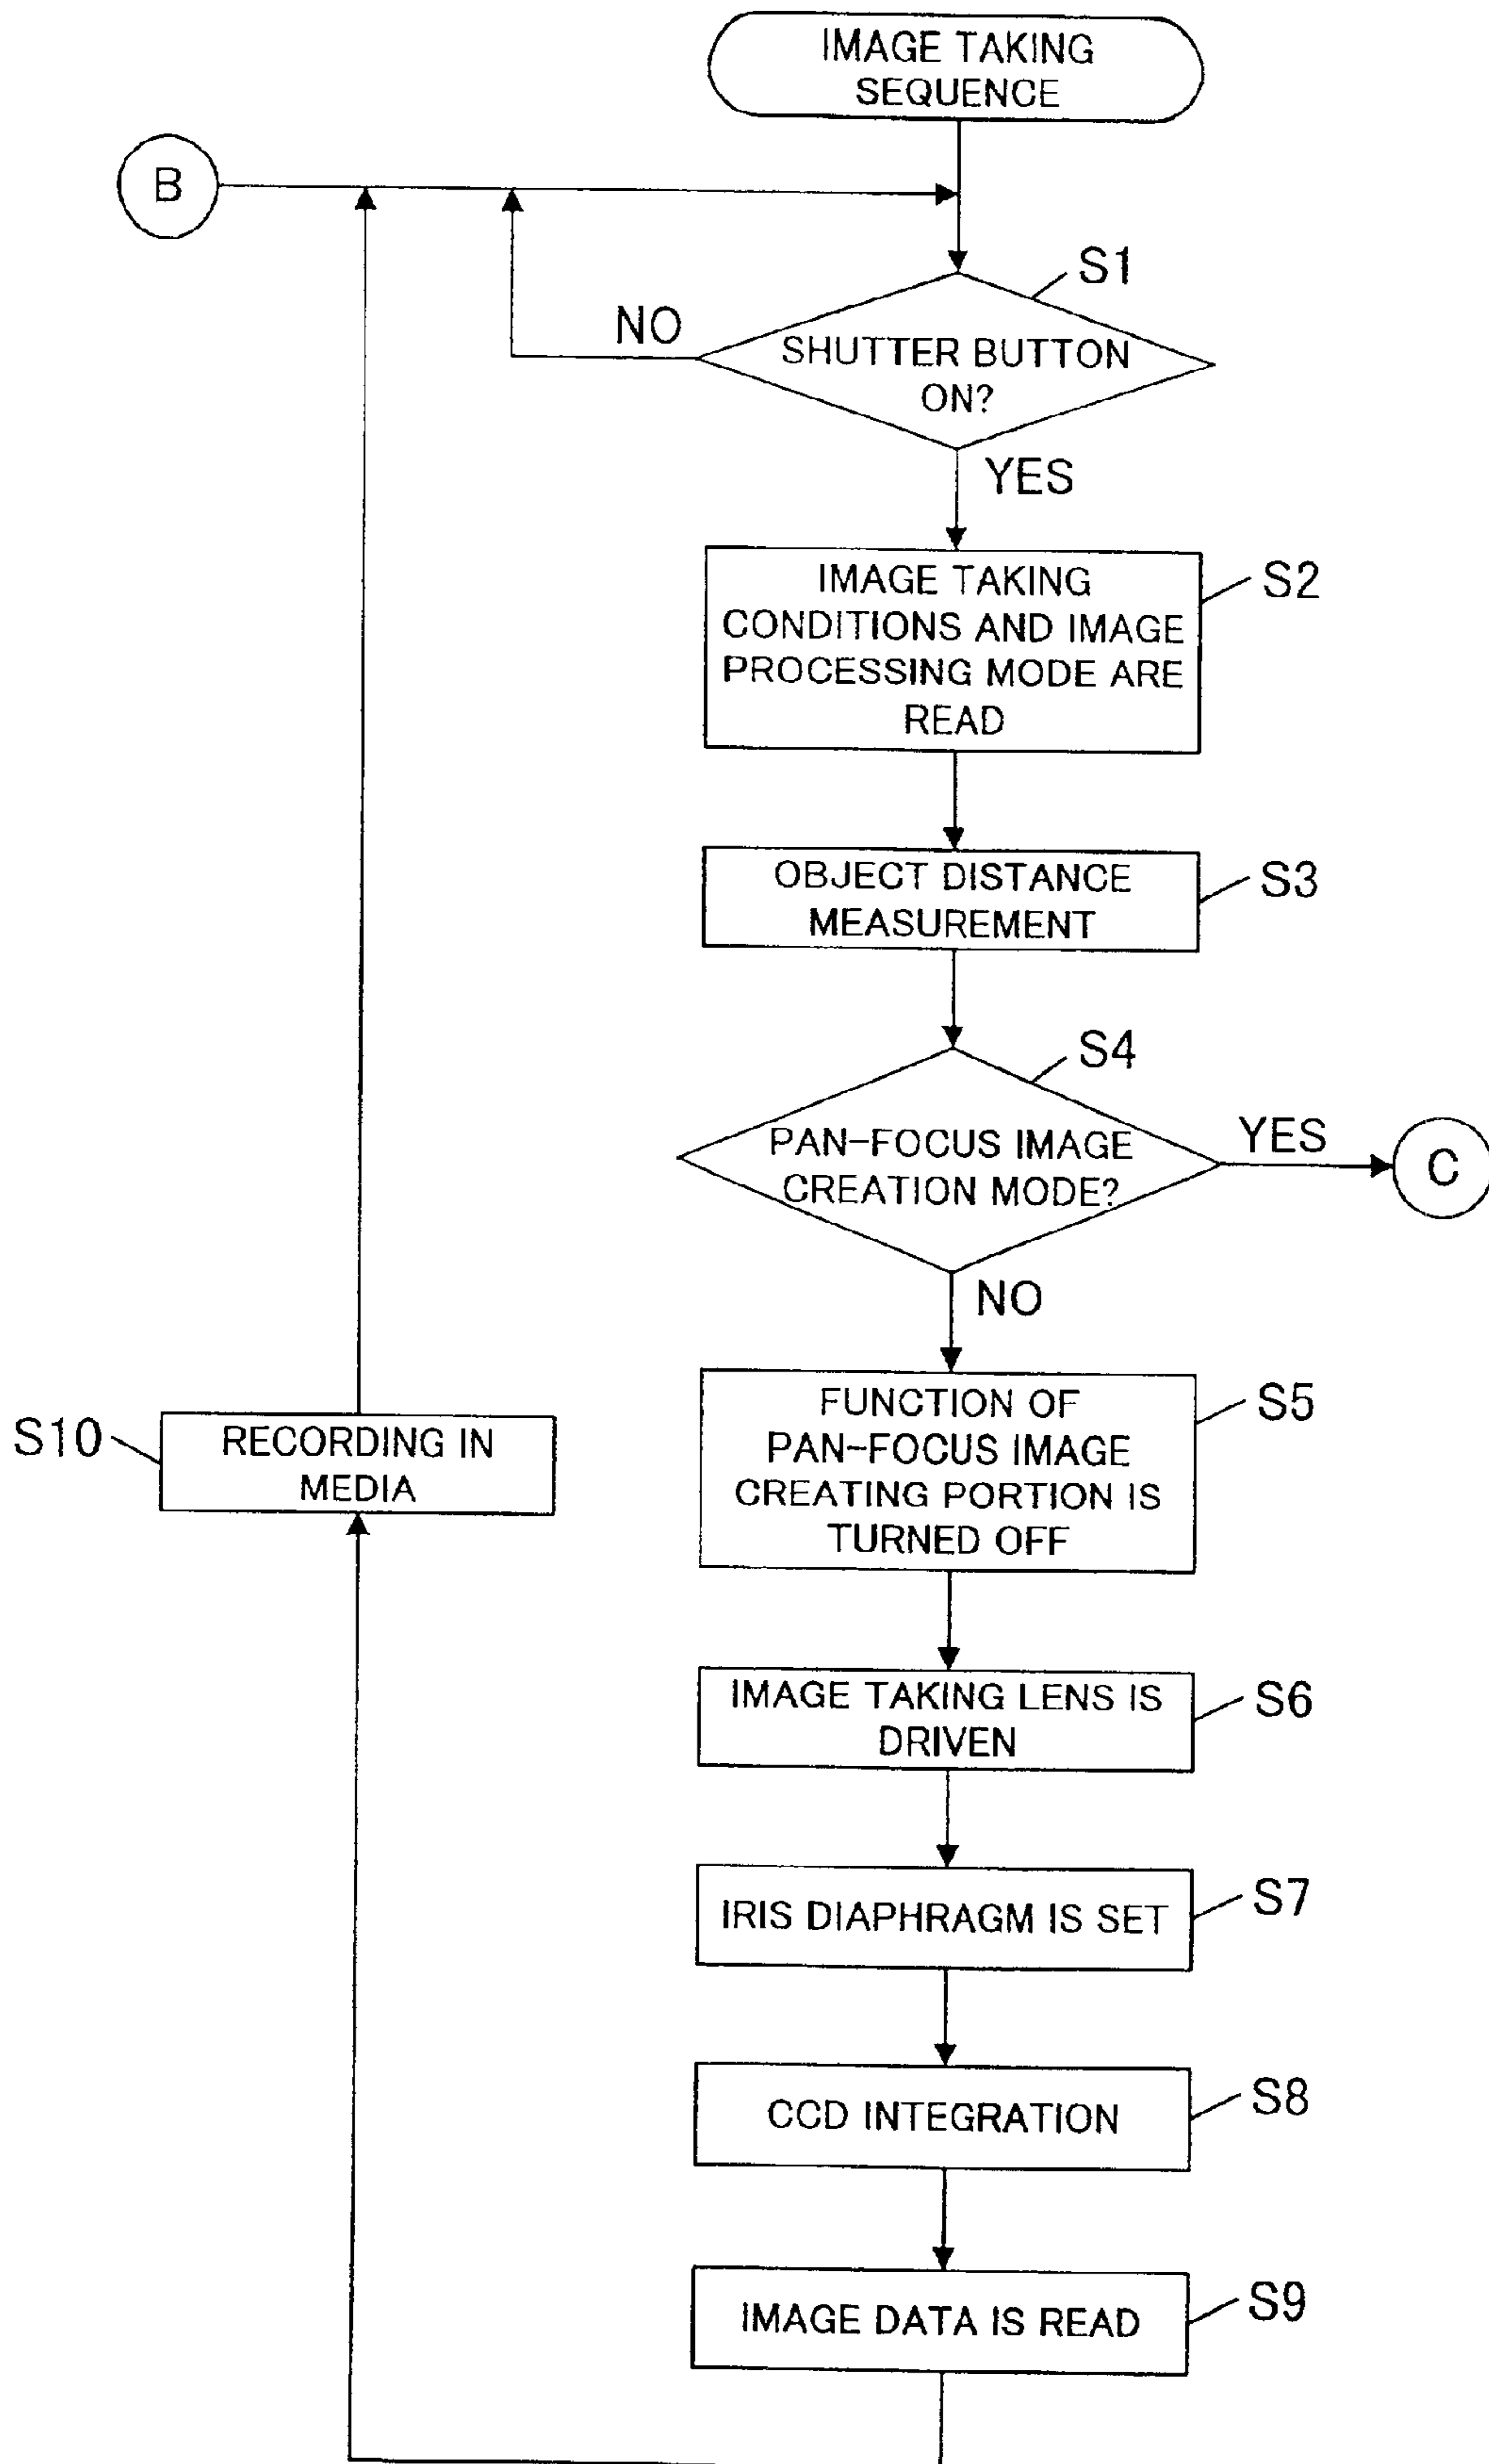 IMAGE TAKING
SEQUENCE
B
S1
NO
SHUTTER BUTTON
ON?
YES
S2
IMAGE TAKING
CONDITIONS AND IMAGE
PROCESSING MODE ARE
READ
S3
OBJECT DISTANCE
MEASUREMENT
S4
PAN-FOCUS IMAGE
CREATION MODE?
YES
C
NO
S5
FUNCTION OF
PAN-FOCUS IMAGE
CREATING PORTION IS
TURNED OFF
S10
RECORDING IN
MEDIA
S6
IMAGE TAKING LENS IS
DRIVEN
S7
IRIS DIAPHRAGM IS SET
S8
CCD INTEGRATION
S9
IMAGE DATA IS READ